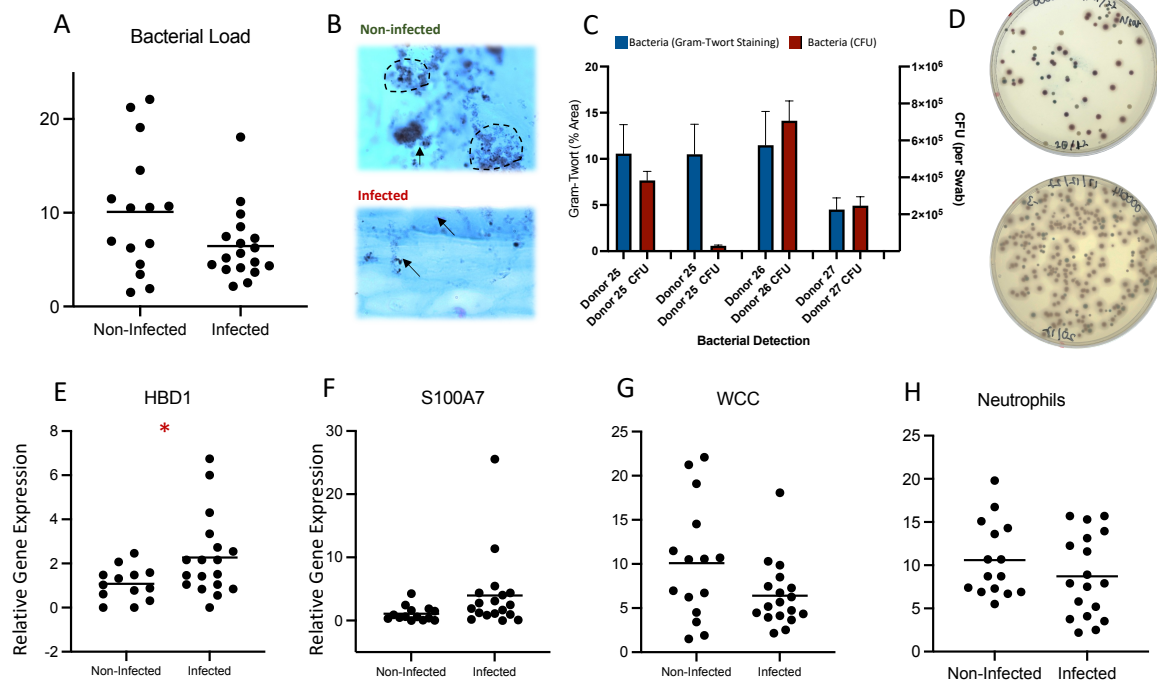 A
Bacterial Load
20
10
0
Non-Infected
Infected
B
Non-infected
Infected
C
Bacteria (Gram-Twort Staining)
Bacteria (CFU)
Gram-Twort (% Area)
20
15
10
5
0
1×10⁶
8×10⁵
6×10⁵
4×10⁵
2×10⁵
CFU (per Swab)
Donor 25
Donor 25 CFU
Donor 25
Donor 25 CFU
Donor 26
Donor 26 CFU
Donor 27
Donor 27 CFU
Bacterial Detection
D
E
HBD1
*
Relative Gene Expression
8
6
4
2
0
-2
Non-Infected
Infected
F
S100A7
Relative Gene Expression
30
20
10
0
Non-Infected
Infected
G
WCC
25
20
15
10
5
0
Non-Infected
Infected
H
Neutrophils
25
20
15
10
5
0
Non-Infected
Infected